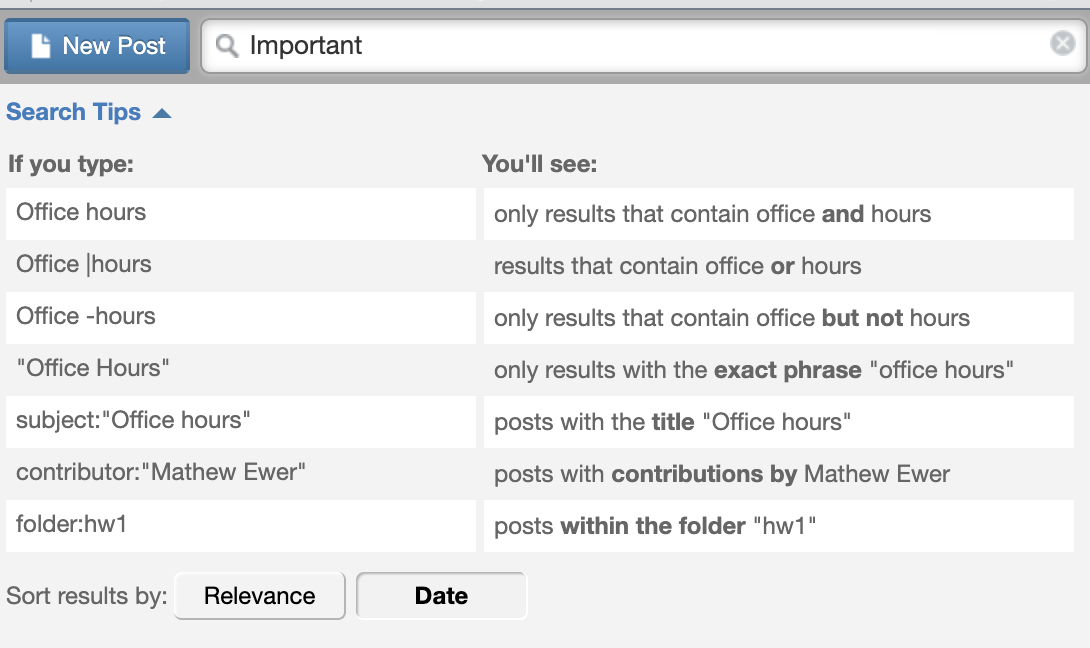 New Post
Important
Search Tips
If you type: You'll see:
Office hours only results that contain office and hours
Office |hours results that contain office or hours
Office -hours only results that contain office but not hours
"Office Hours" only results with the exact phrase "office hours"
subject:"Office hours" posts with the title "Office hours"
contributor:"Mathew Ewer" posts with contributions by Mathew Ewer
folder:hw1 posts within the folder "hw1"
Sort results by: Relevance Date